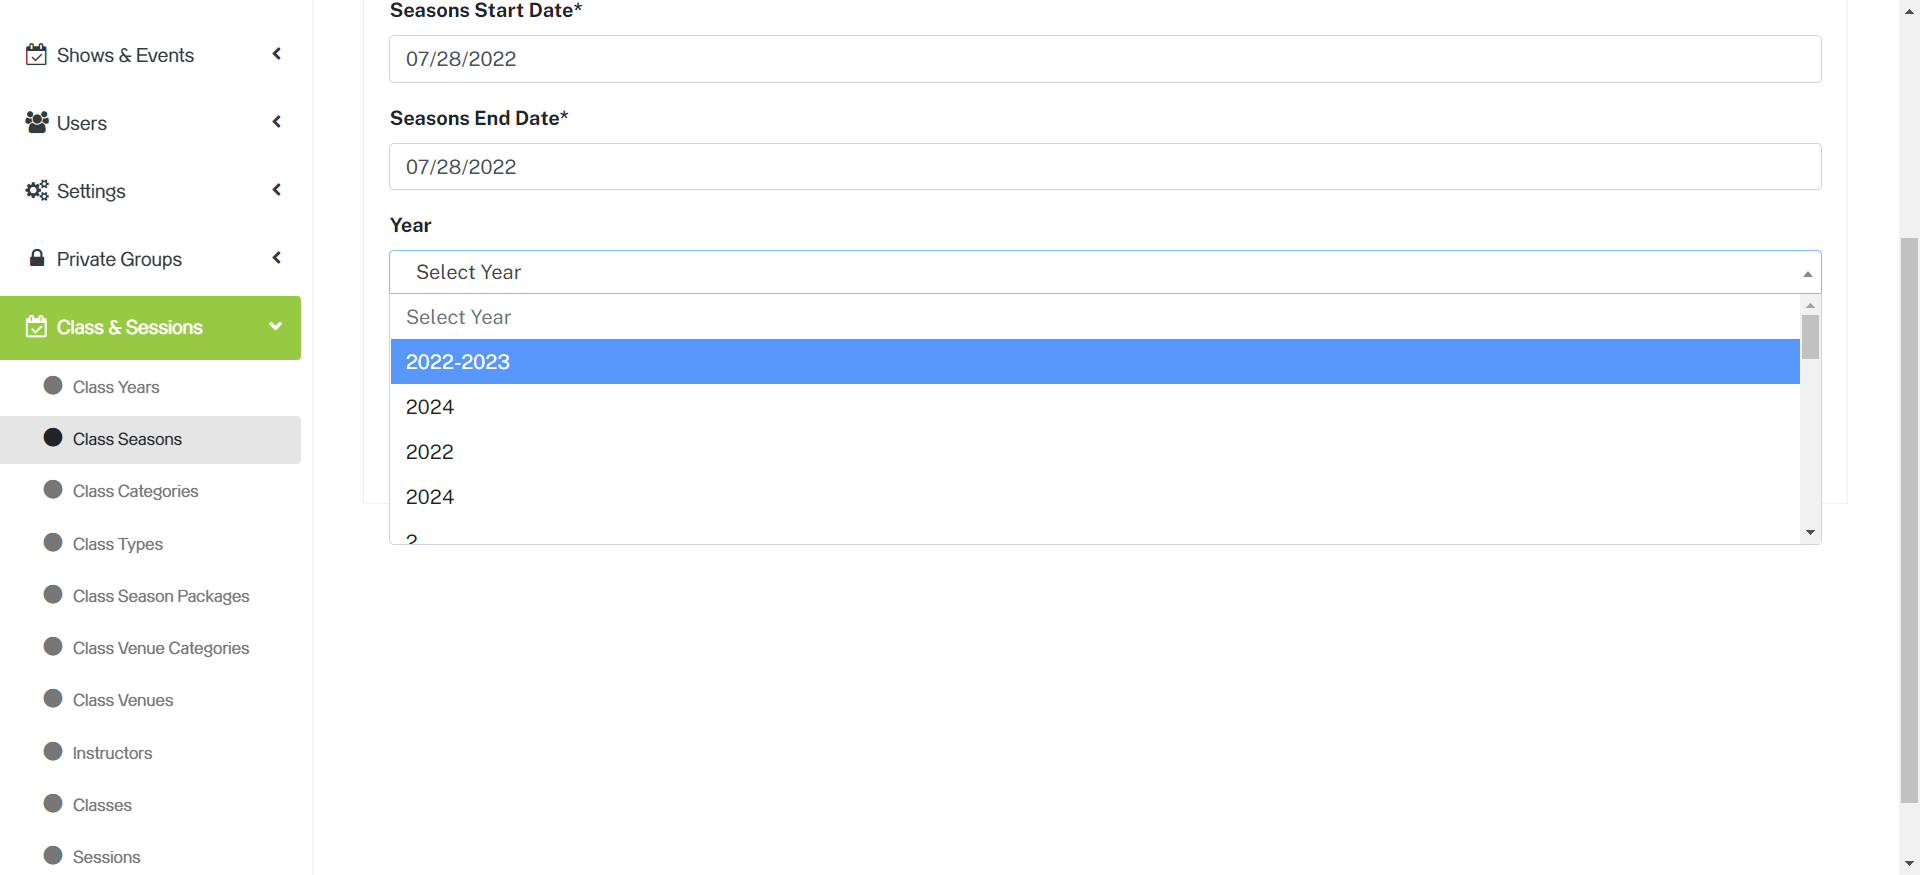 Shows & Events
Users
Settings
Private Groups
Class & Sessions
Class Years
Class Seasons
Class Categories
Class Types
Class Season Packages
Class Venue Categories
Class Venues
Instructors
Classes
Sessions
Seasons Start Date*
07/28/2022
Seasons End Date*
07/28/2022
Year
Select Year
Select Year
2022-2023
2024
2022
2024
2